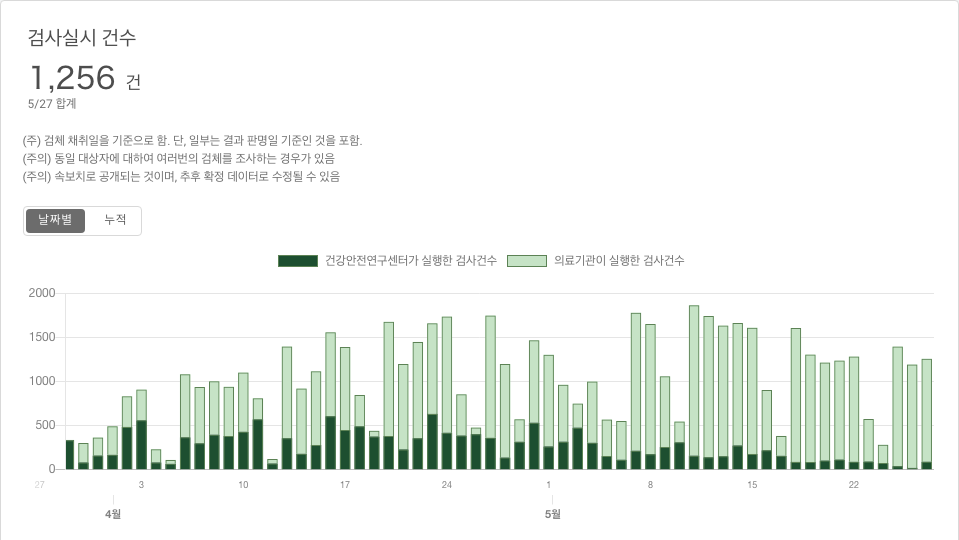 검사실시 건수
1,256 건
5/27 합계
(주) 검체 채취일을 기준으로 함. 단, 일부는 결과 판명일 기준인 것을 포함.
(주의) 동일 대상자에 대하여 여러번의 검체를 조사하는 경우가 있음
(주의) 속보치로 공개되는 것이며, 추후 확정 데이터로 수정될 수 있음
날짜별 누적
건강안전연구센터가 실행한 검사건수 의료기관이 실행한 검사건수
2000
1500
1000
500
0
27 3 10 17 24 1 8 15 22
4월 5월